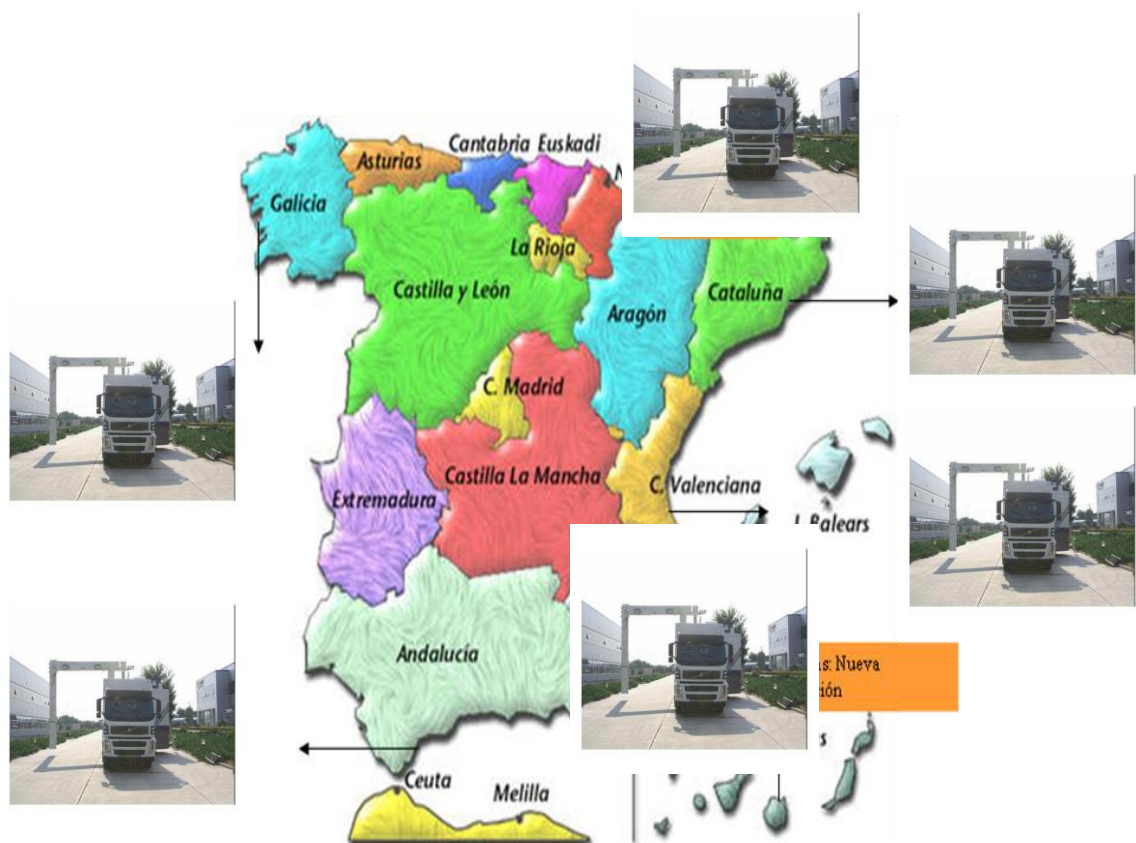 Cantabria Euskadi
Asturias
Galicia
La Rioja
Castilla y León
Cataluña
Aragón
C. Madrid
Castilla La Mancha
C. Valenciana
Extremadura
I. Balears
Andalucía
Nueva
Ceuta
Melilla